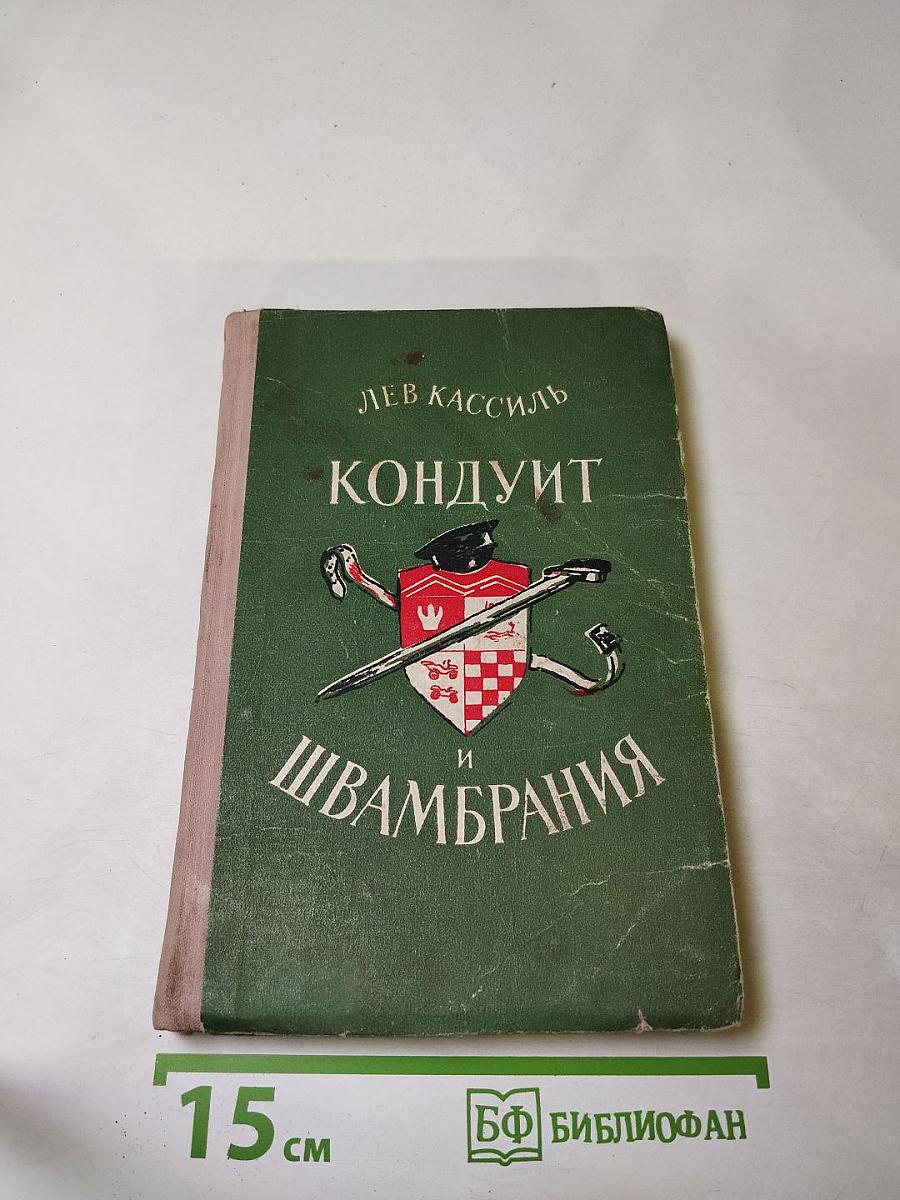 ЛЕВ КАССИЛЬ
КОНДУИТ
И
ШВАМБРАНИЯ
15 см
БФ БИБЛИОФАН